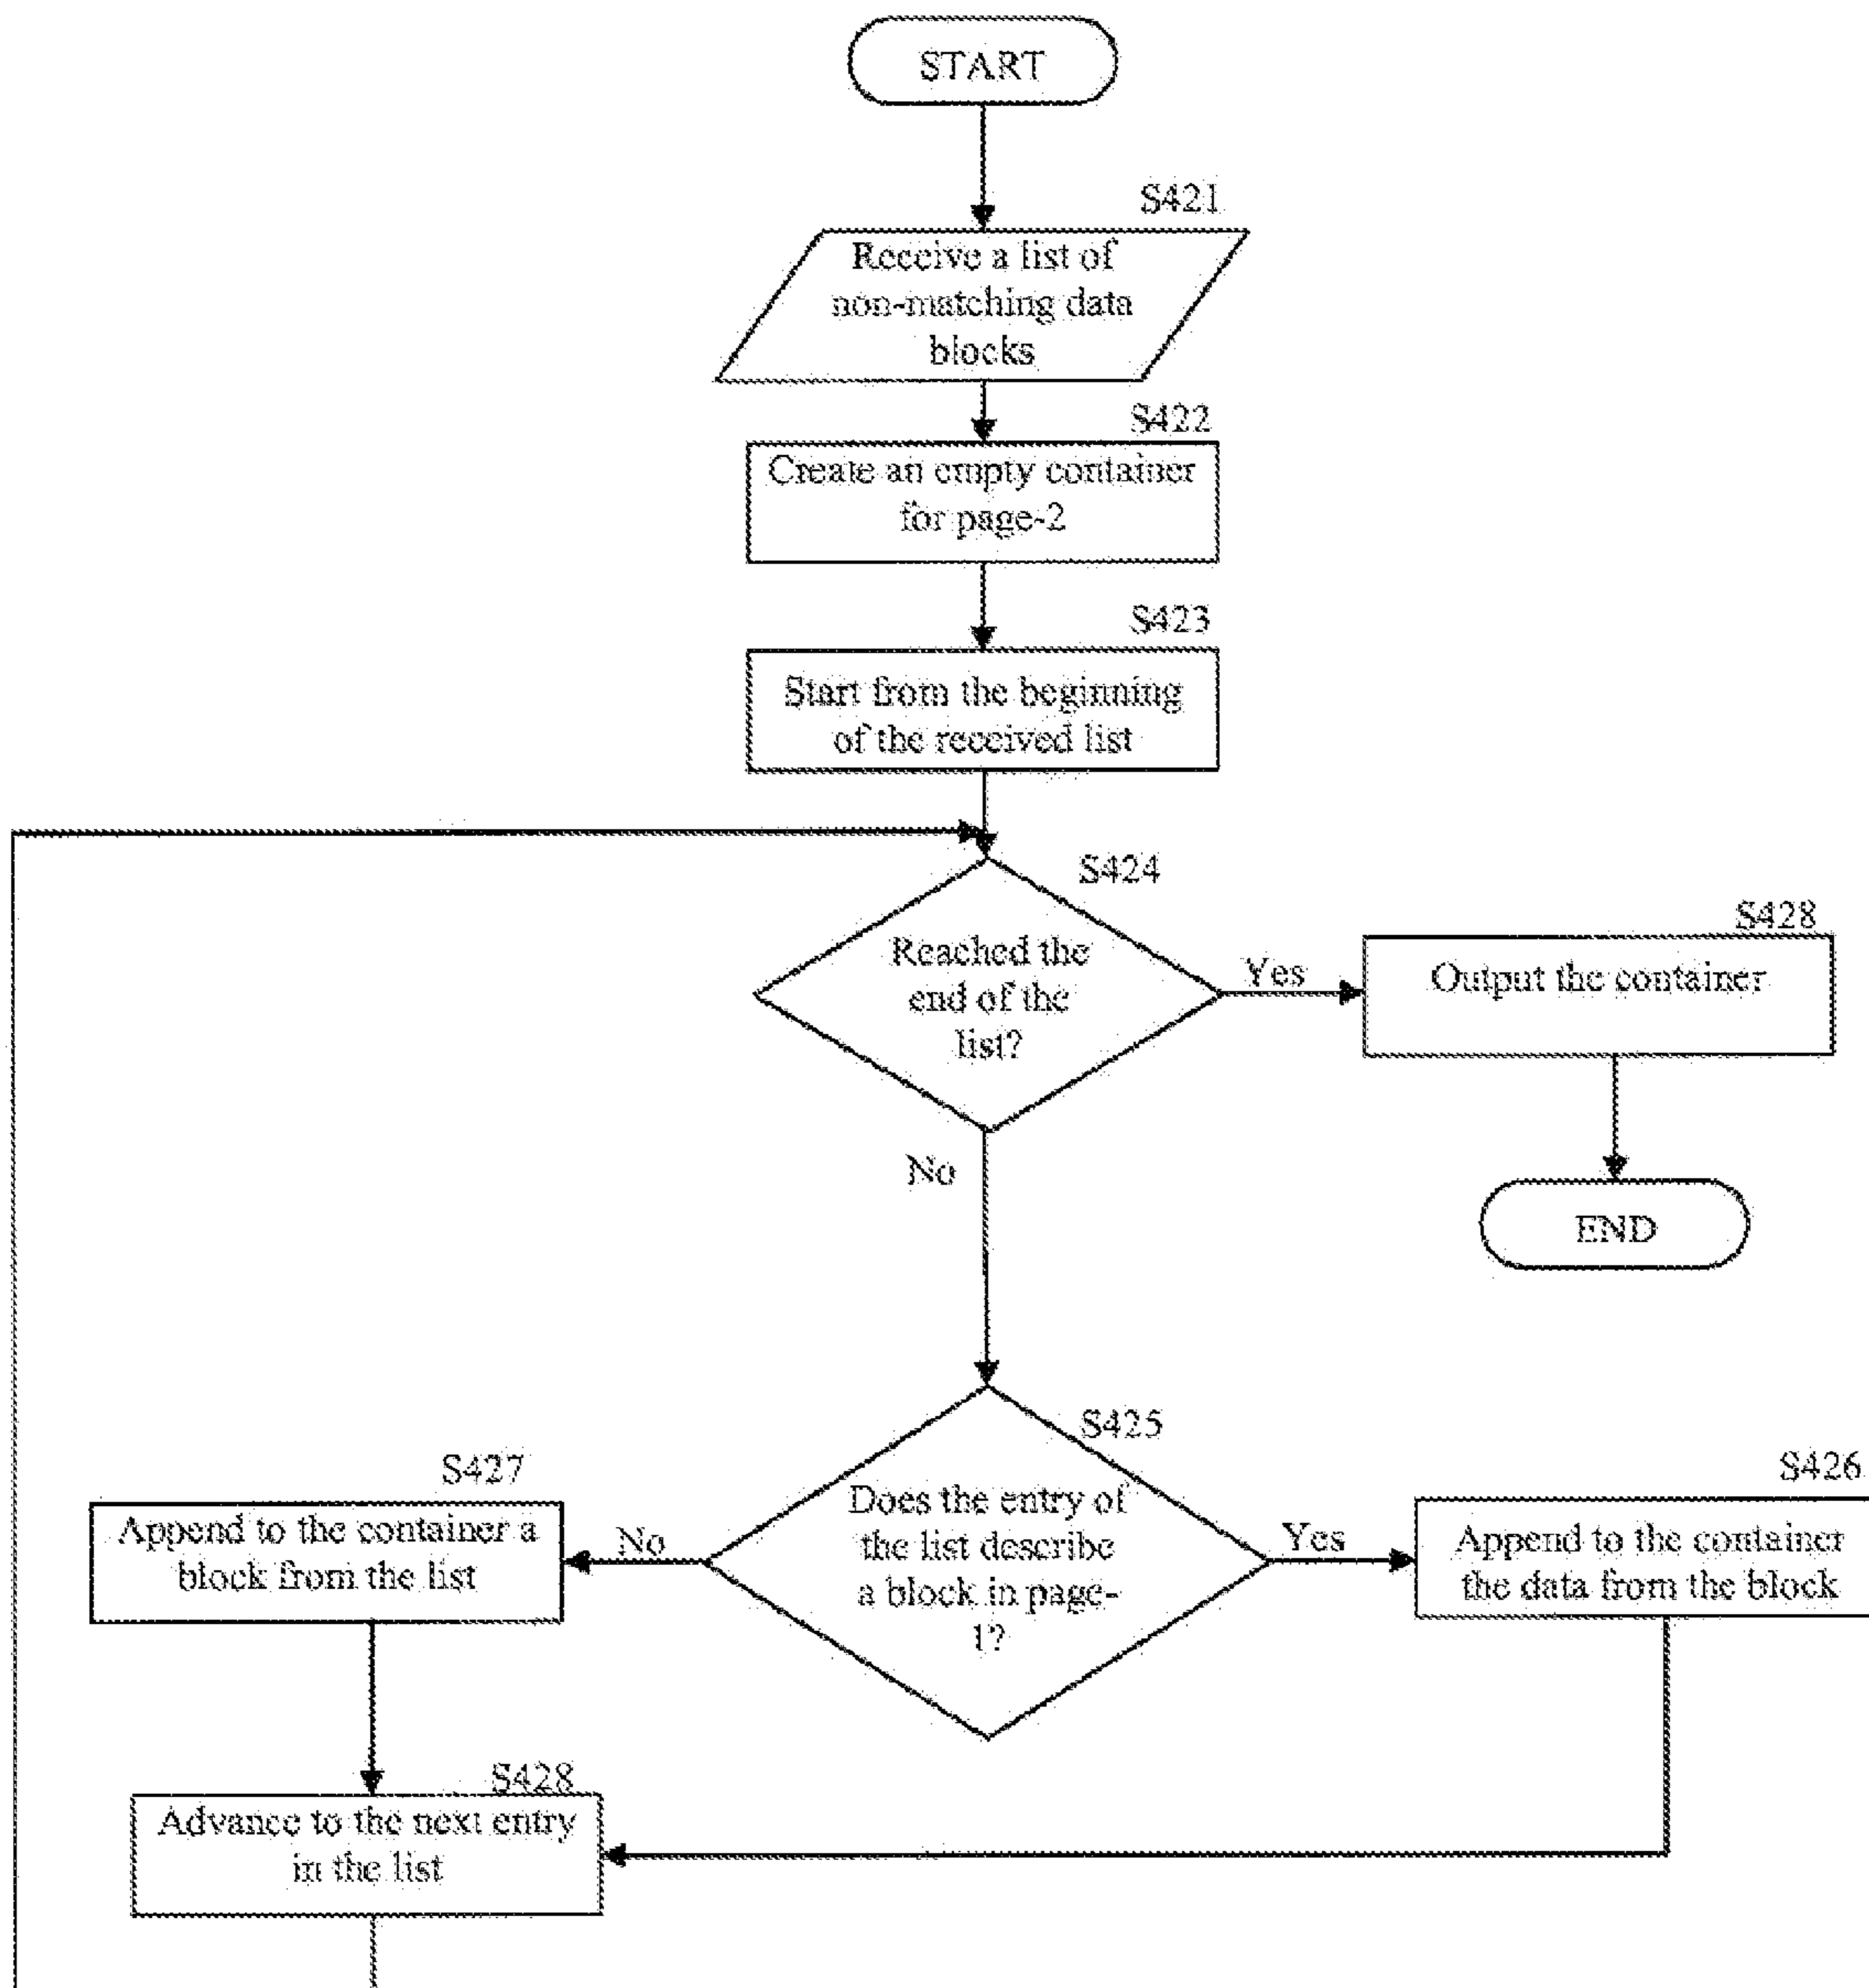 START
S421
Receive a list of
non-matching data
blocks
S422
Create an empty container
for page-2
S423
Start from the beginning
of the received list
S424
Reached the
end of the
list?
Yes
S428
Output the container
No
END
S425
Does the entry of
the list describe
a block in page-
1?
S427
No
Append to the container a
block from the list
Yes
S426
Append to the container
the data from the block
S428
Advance to the next entry
in the list